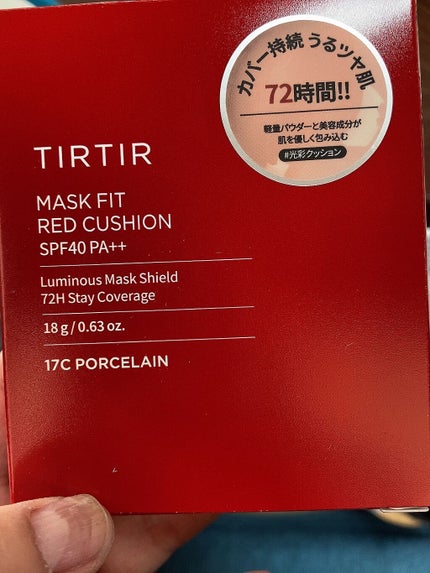 カバー持続 うるツヤ肌
72時間!!
軽量パウダーと美容成分が
肌を優しく包み込む
#光彩クッション
TIRTIR
MASK FIT
RED CUSHION
SPF40 PA++
Luminous Mask Shield
72H Stay Coverage
18 g / 0.63 oz.
17C PORCELAIN